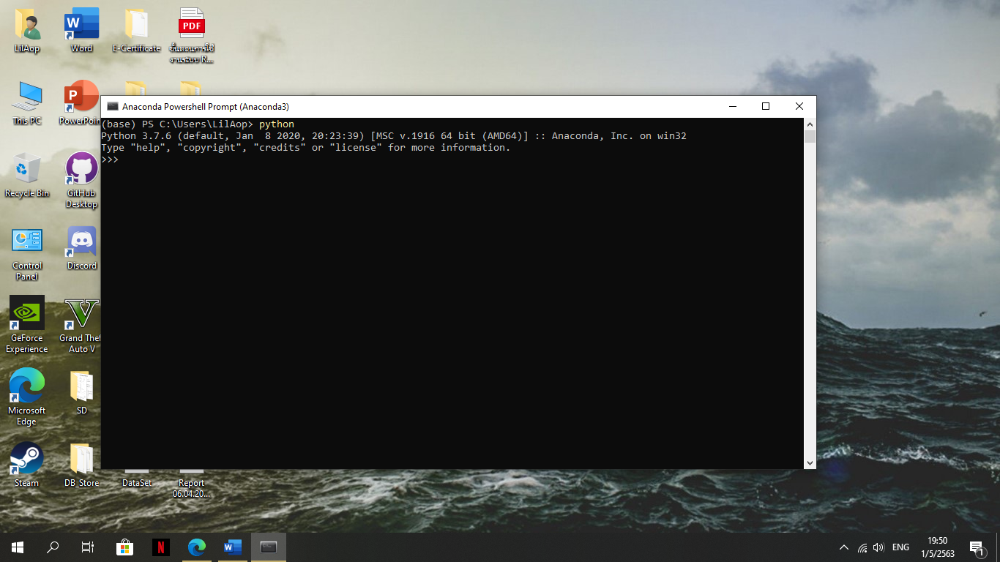 LilAop
Word
E-Certificate
ขั้นตอนการใช้
งานระบบ R...
PDF
W
This PC
P
PowerPoin
Anaconda Powershell Prompt (Anaconda3)
(base) PS C:\Users\LilAop> python
Python 3.7.6 (default, Jan  8 2020, 20:23:39) [MSC v.1916 64 bit (AMD64)] :: Anaconda, Inc. on win32
Type "help", "copyright", "credits" or "license" for more information.
>>>
Recycle Bin
GitHub
Desktop
Control
Panel
Discord
GeForce
Experience
V
Grand Thef
Auto V
Microsoft
Edge
SD
Steam
DB_Store
DataSet
Report
06.04.20...
N
W
ENG
19:50
1/5/2563
1